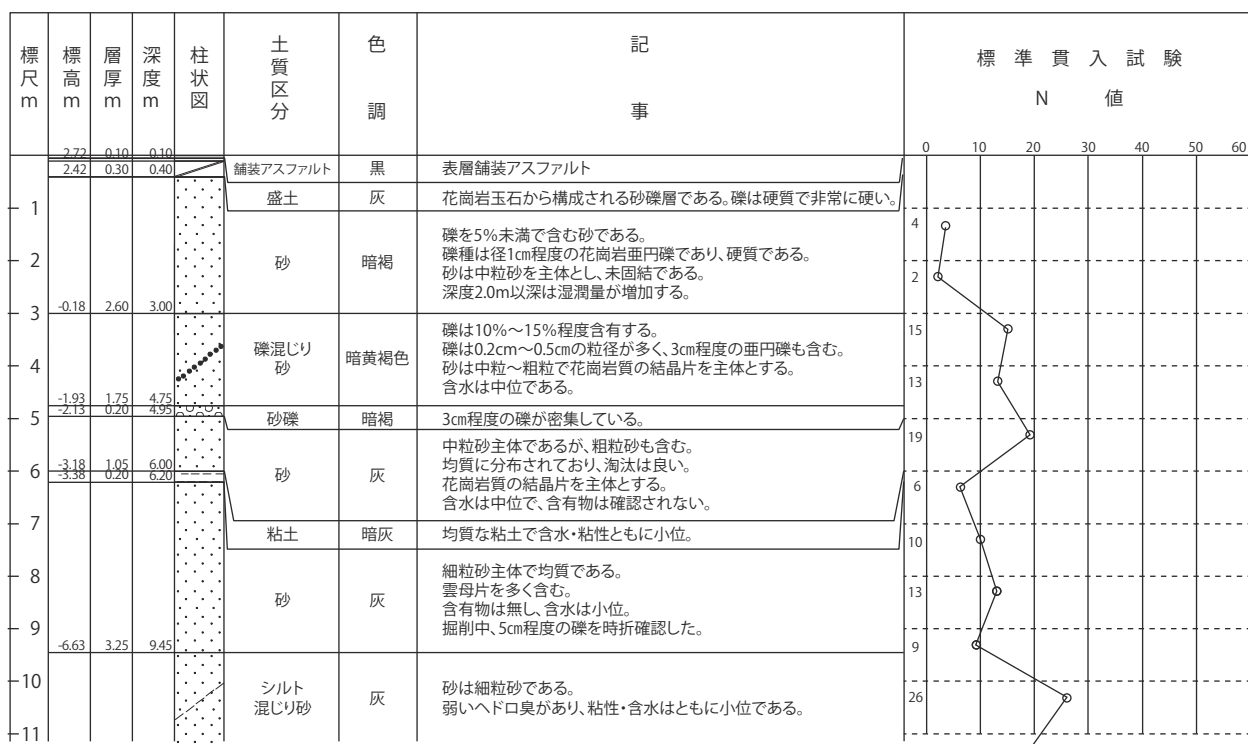 標尺m
標高m
層厚m
深度m
柱状図
土質区分
色調
記事
標準貫入試験
N 値
0 10 20 30 40 50 60
2.72 0.10 0.10
舗装アスファルト 黒 表層舗装アスファルト
2.42 0.30 0.40
盛土 灰 花崗岩玉石から構成される砂礫層である。礫は硬質で非常に硬い。
1
4
砂 暗褐
礫を5%未満で含む砂である。
礫種は径1㎝程度の花崗岩亜円礫であり、硬質である。
砂は中粒砂を主体とし、未固結である。
深度2.0m以深は湿潤量が増加する。
2
2
-0.18 2.60 3.00
3
15
礫混じり
砂
暗黄褐色
礫は10%～15%程度含有する。
礫は0.2cm～0.5㎝の粒径が多く、3㎝程度の亜円礫も含む。
砂は中粒～粗粒で花崗岩質の結晶片を主体とする。
含水は中位である。
4
13
-1.93 1.75 4.75
-2.13 0.20 4.95
砂礫 暗褐 3㎝程度の礫が密集している。
5
19
砂 灰
中粒砂主体であるが、粗粒砂も含む。
均質に分布されており、淘汰は良い。
花崗岩質の結晶片を主体とする。
含水は中位で、含有物は確認されない。
-3.18 1.05 6.00
6
-3.38 0.20 6.20
6
粘土 暗灰 均質な粘土で含水・粘性ともに小位。
7
10
砂 灰
細粒砂主体で均質である。
雲母片を多く含む。
含有物は無し、含水は小位。
掘削中、5㎝程度の礫を時折確認した。
8
13
9
9
-6.63 3.25 9.45
シルト
混じり砂
灰
砂は細粒砂である。
弱いヘドロ臭があり、粘性・含水はともに小位である。
10
26
11